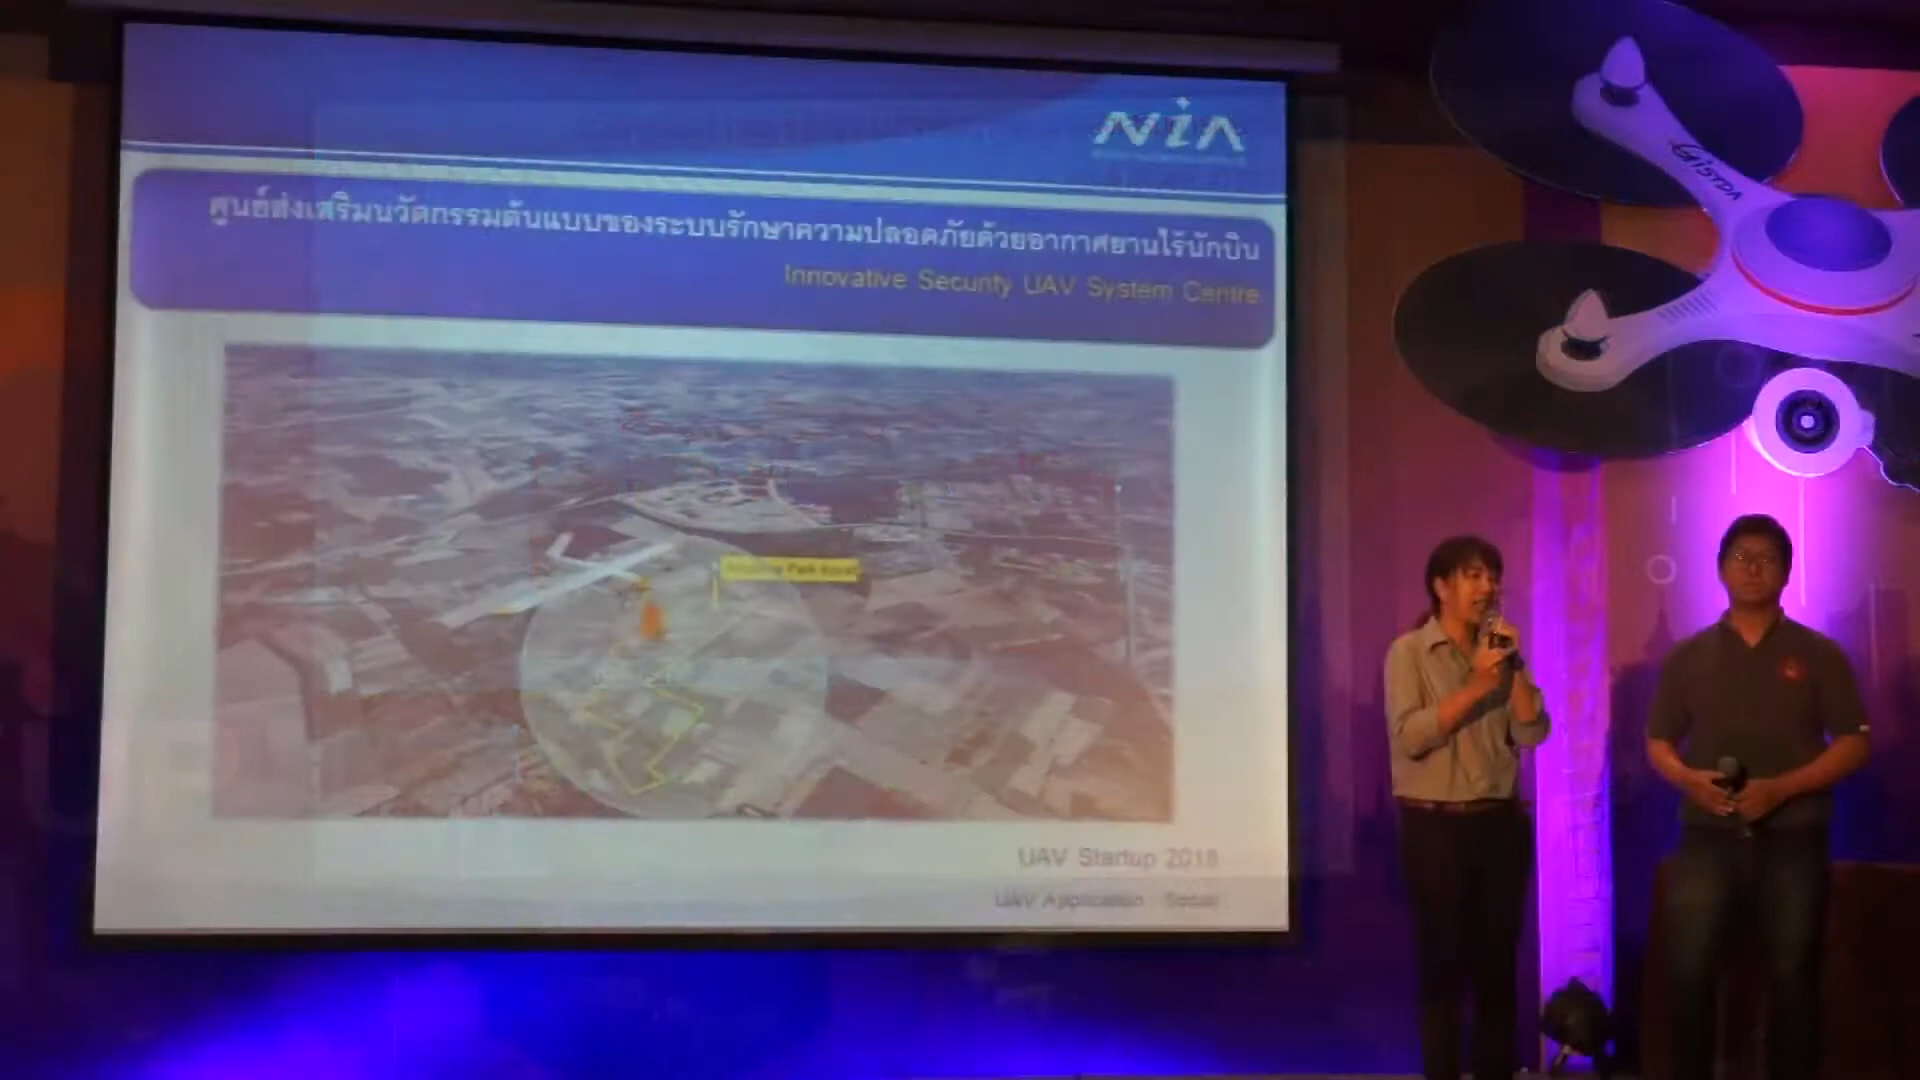 NiA
ศูนย์ส่งเสริมนวัตกรรมต้นแบบของระบบรักษาความปลอดภัยด้วยอากาศยานไร้นักบิน
Innovative Security UAV System Centre
GISTDA
UAV Startup 2018
UAV Application